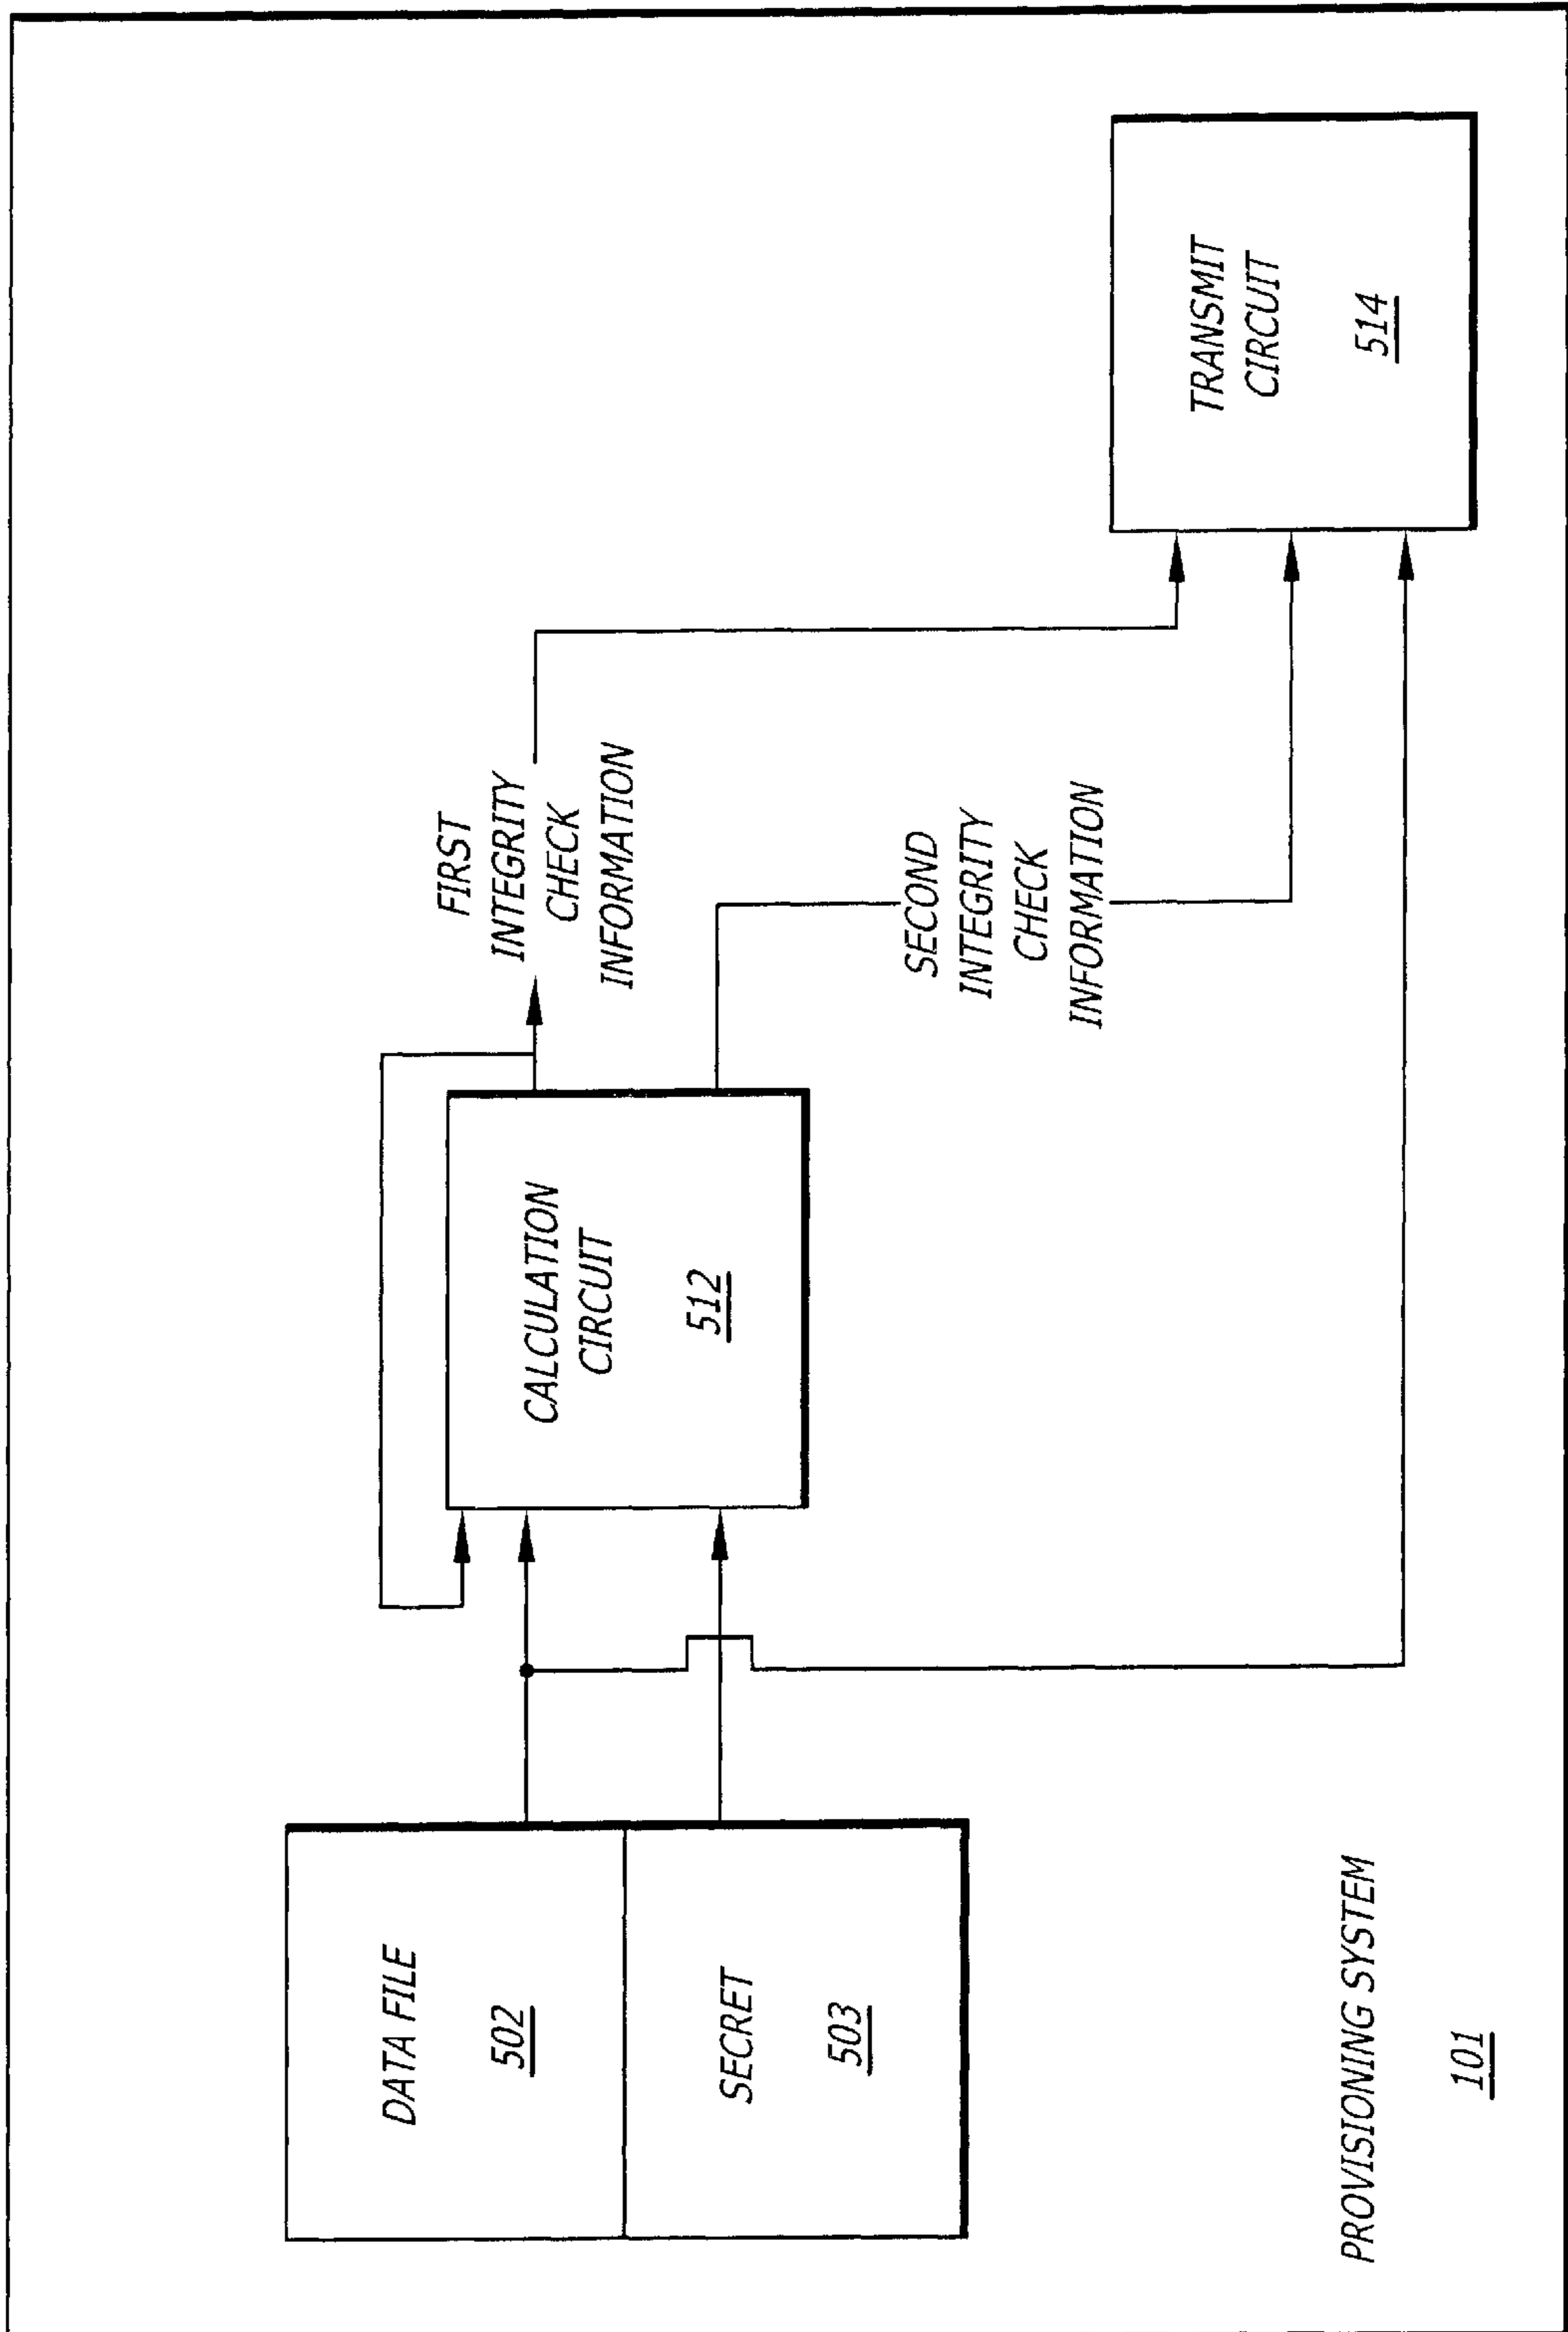 DATA FILE
502
SECRET
503
CALCULATION
CIRCUIT
512
FIRST
INTEGRITY
CHECK
INFORMATION
SECOND
INTEGRITY
CHECK
INFORMATION
TRANSMIT
CIRCUIT
514
PROVISIONING SYSTEM
101